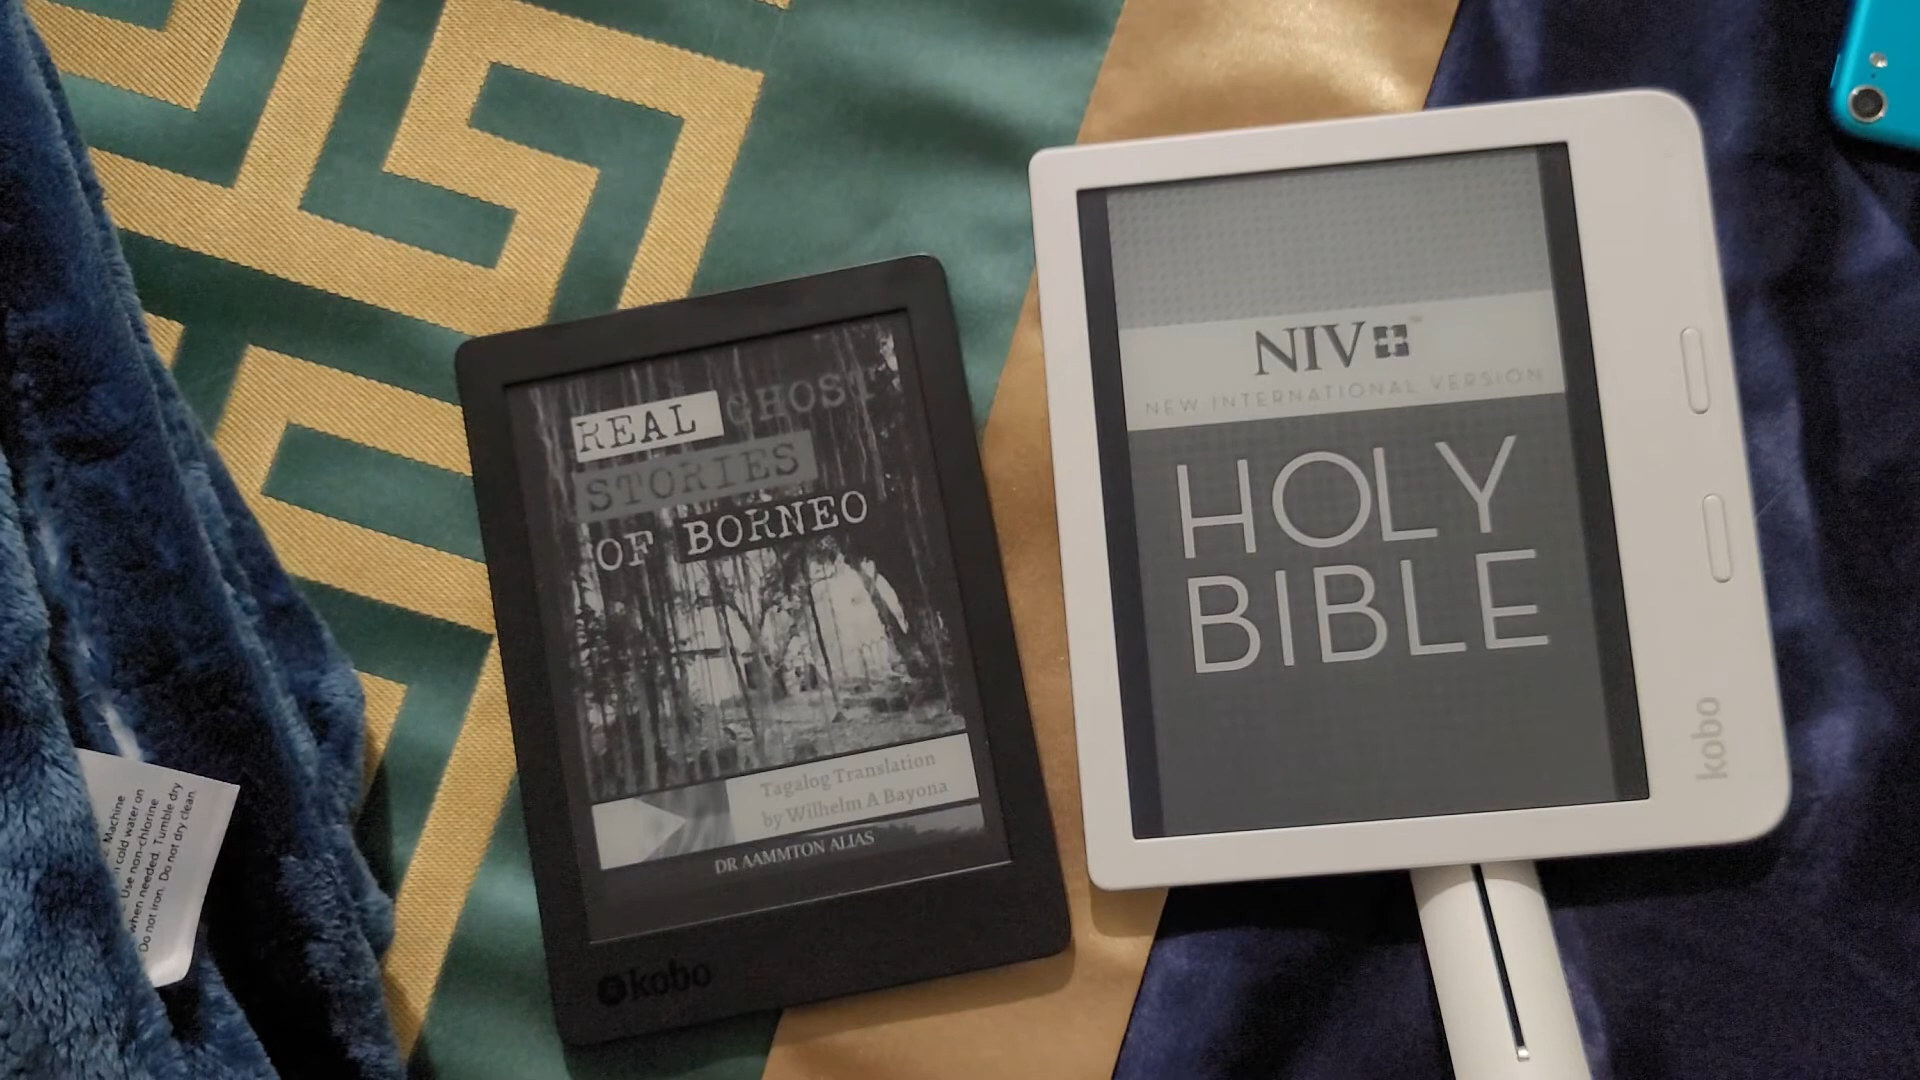 REAL GHOST
STORIES
OF BORNEO
Tagalog Translation
by Wilhelm A Bayona
DR AAMMTON ALIAS
kobo
NIV
NEW INTERNATIONAL VERSION
HOLY
BIBLE
kobo
Machine
cold water on
Use non-chlorine
when needed. Tumble dry
Do not iron. Do not dry clean.